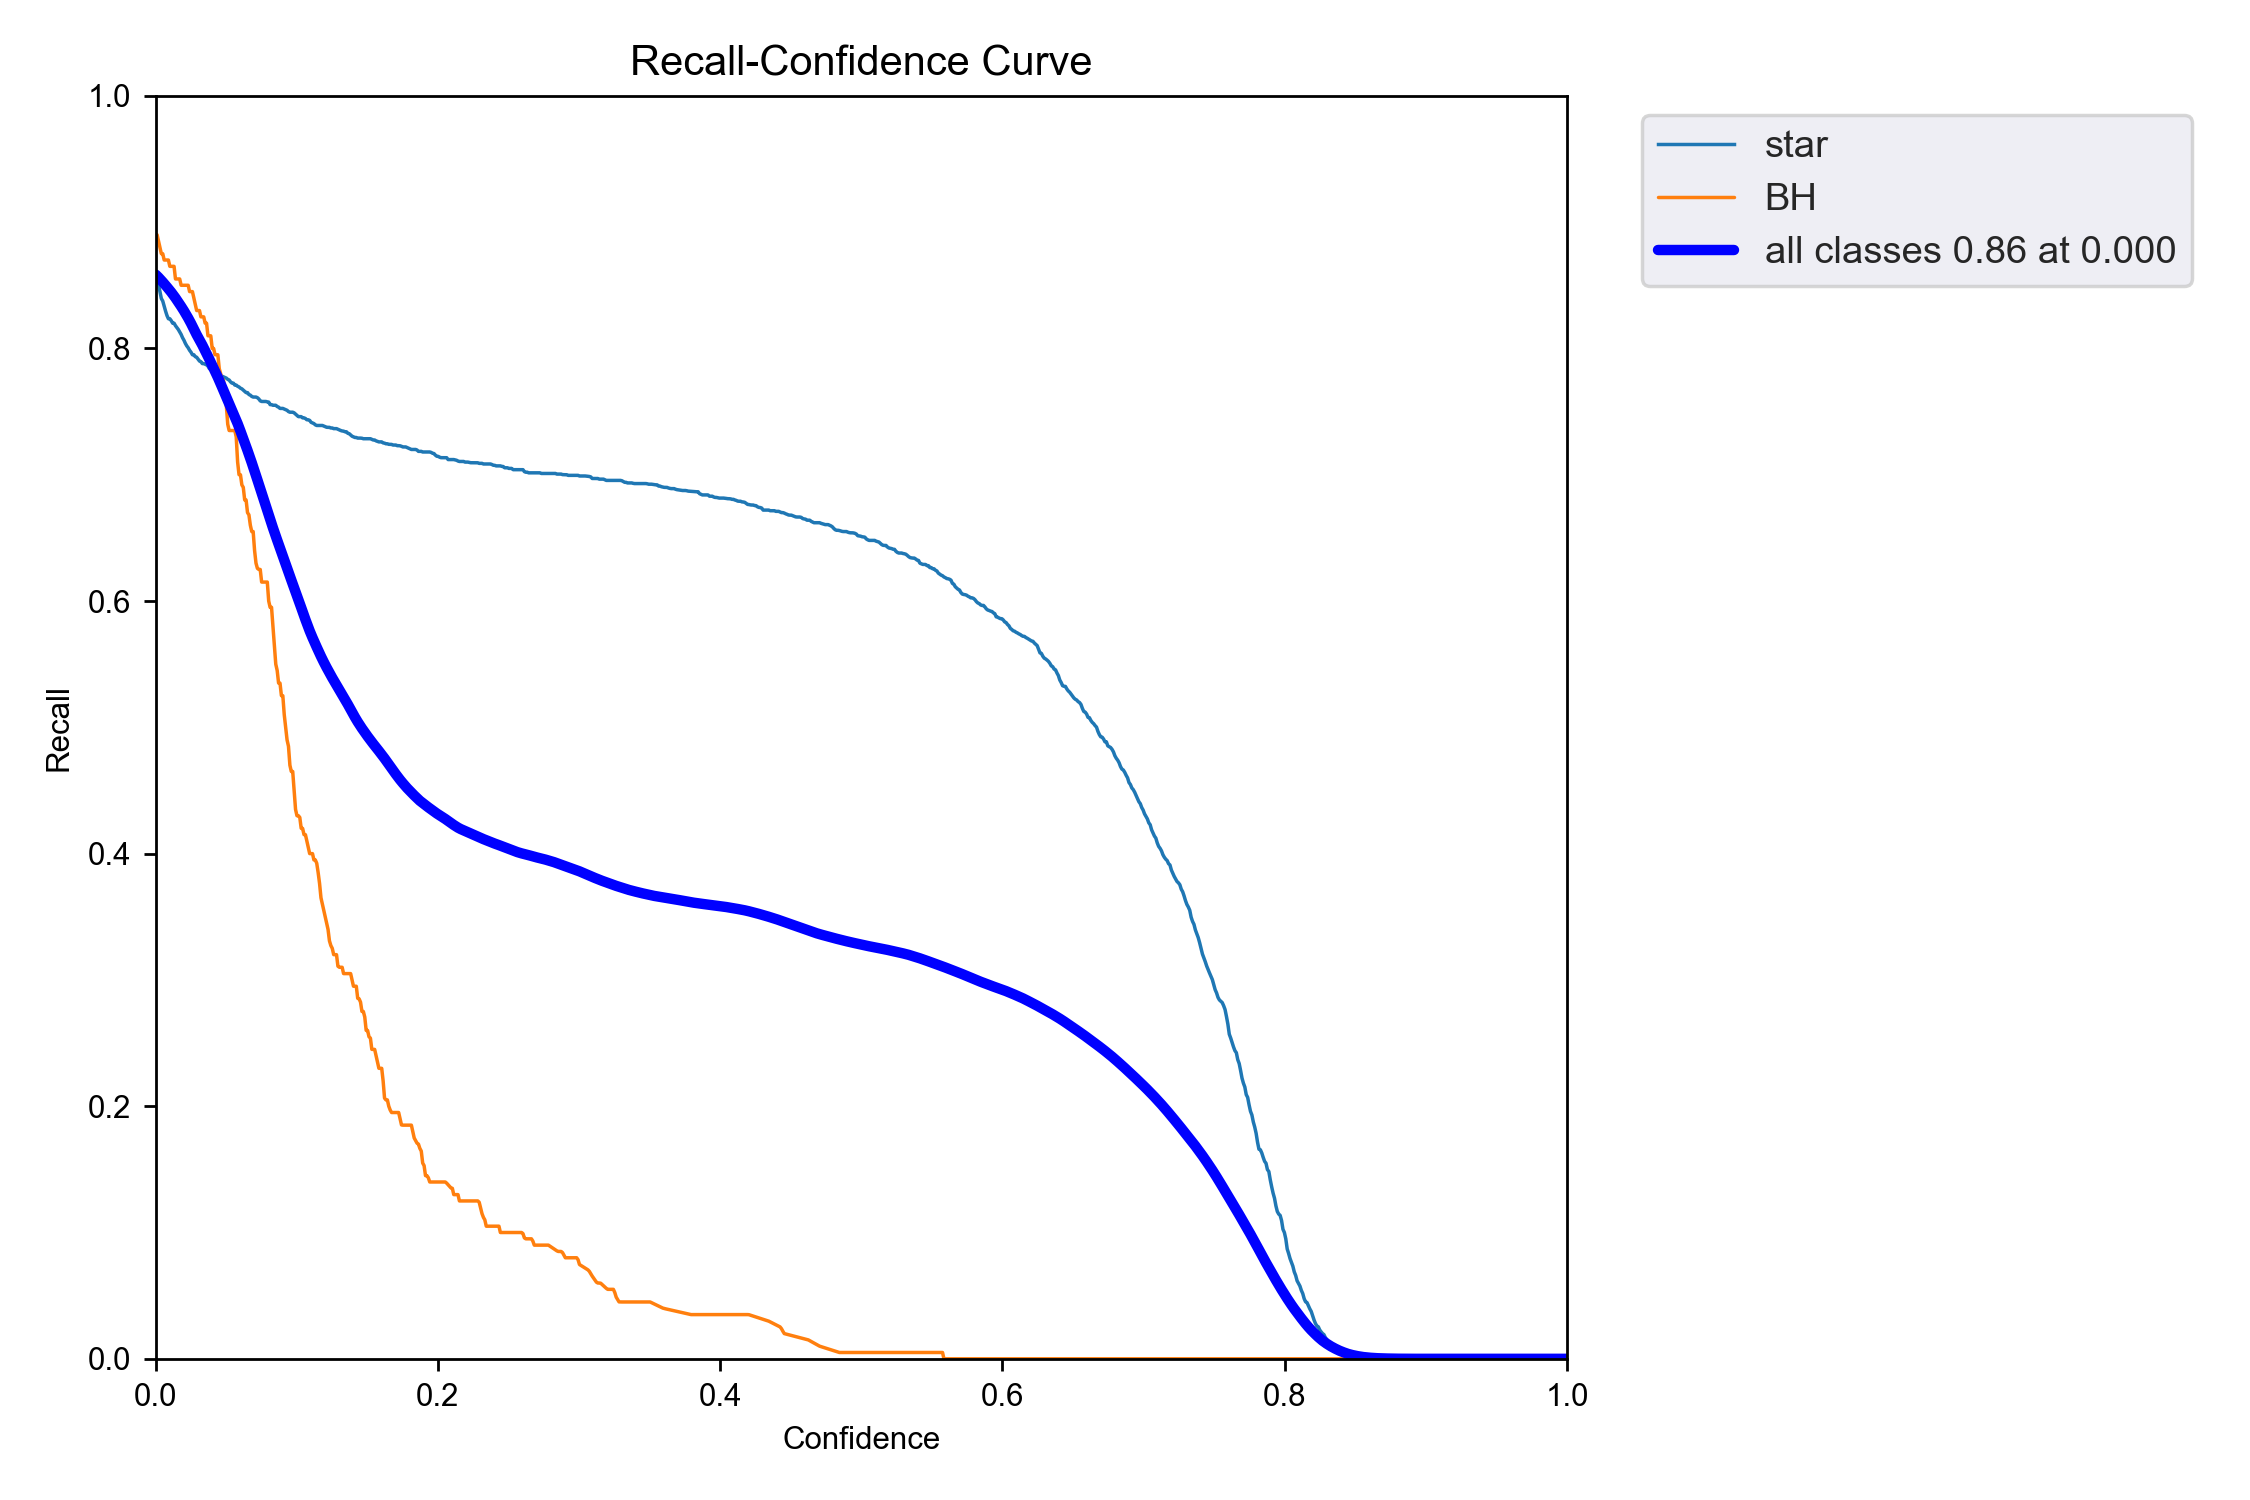 Recall-Confidence Curve
1.0
0.8
0.6
0.4
0.2
0.0
Recall
0.0 0.2 0.4 0.6 0.8 1.0
Confidence
star
BH
all classes 0.86 at 0.000